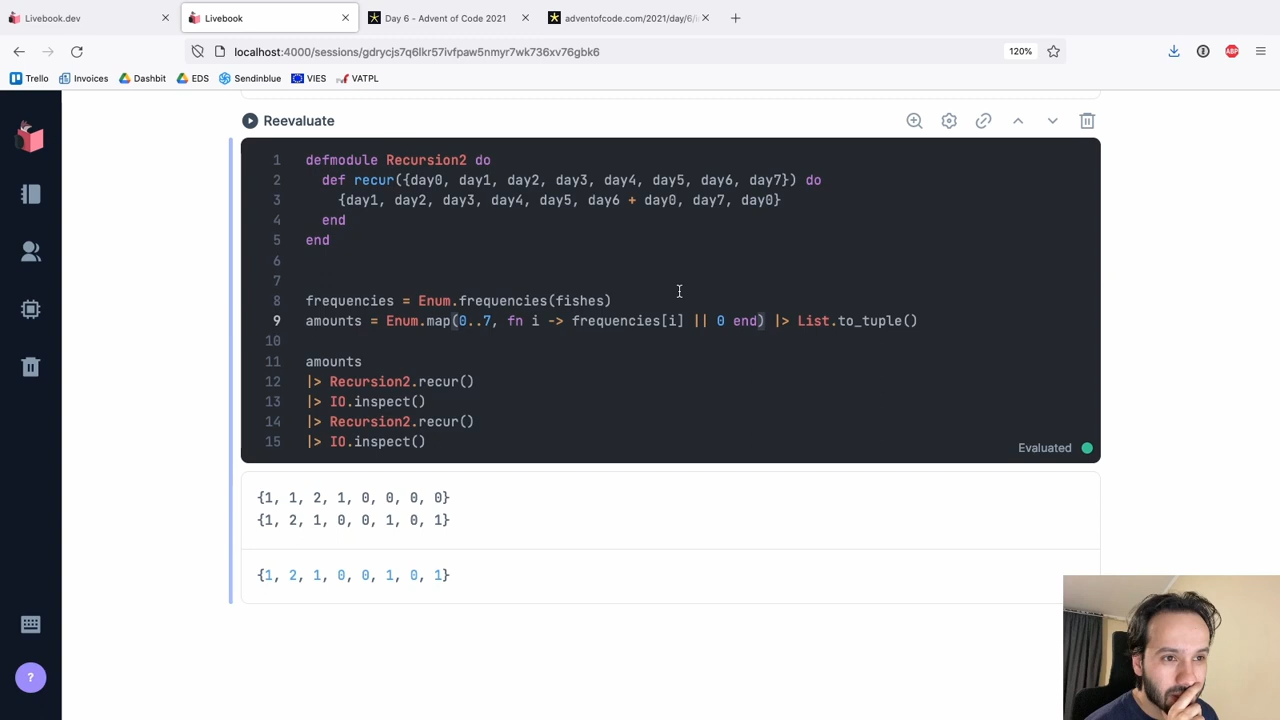 Livebook.dev
Livebook
Day 6 - Advent of Code 2021
adventofcode.com/2021/day/6/i
localhost:4000/sessions/gdrycjs7q6lkr57ivfpaw5nmyr7wk736xv76gbk6
120%
ABP
Trello
Invoices
Dashbit
EDS
Sendinblue
VIES
VATPL
Reevaluate
1 defmodule Recursion2 do
2 def recur({day0, day1, day2, day3, day4, day5, day6, day7}) do
3 {day1, day2, day3, day4, day5, day6 + day0, day7, day0}
4 end
5 end
6
7
8 frequencies = Enum.frequencies(fishes)
9 amounts = Enum.map(0..7, fn i -> frequencies[i] || 0 end) |> List.to_tuple()
10
11 amounts
12 |> Recursion2.recur()
13 |> IO.inspect()
14 |> Recursion2.recur()
15 |> IO.inspect()
Evaluated
{1, 1, 2, 1, 0, 0, 0, 0}
{1, 2, 1, 0, 0, 1, 0, 1}
{1, 2, 1, 0, 0, 1, 0, 1}
?